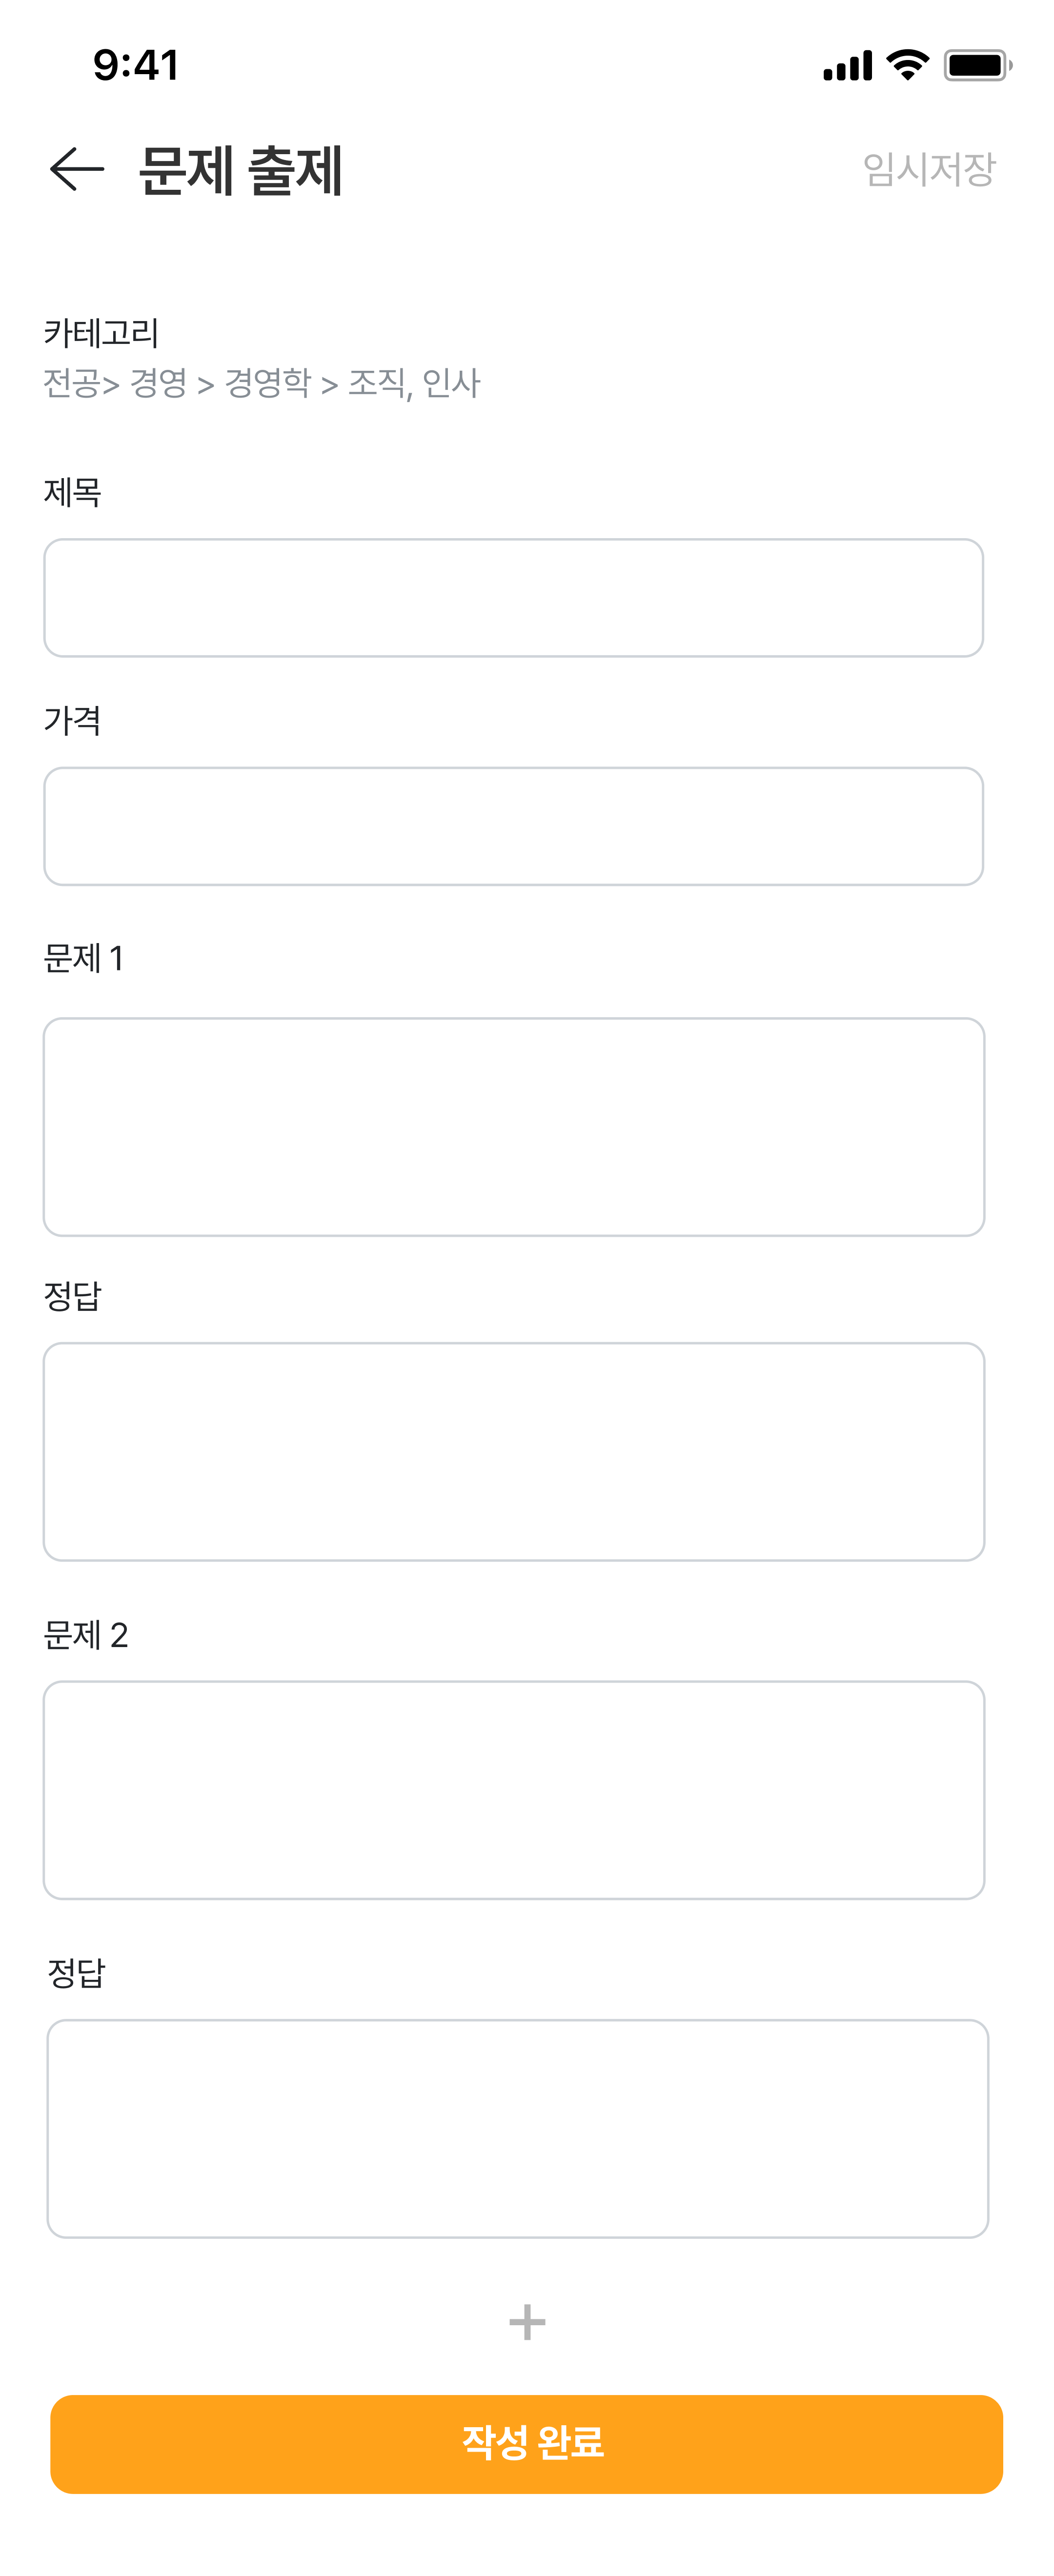 9:41
문제 출제
임시저장
카테고리
전공> 경영 > 경영학 > 조직, 인사
제목
가격
문제 1
정답
문제 2
정답
+
작성 완료